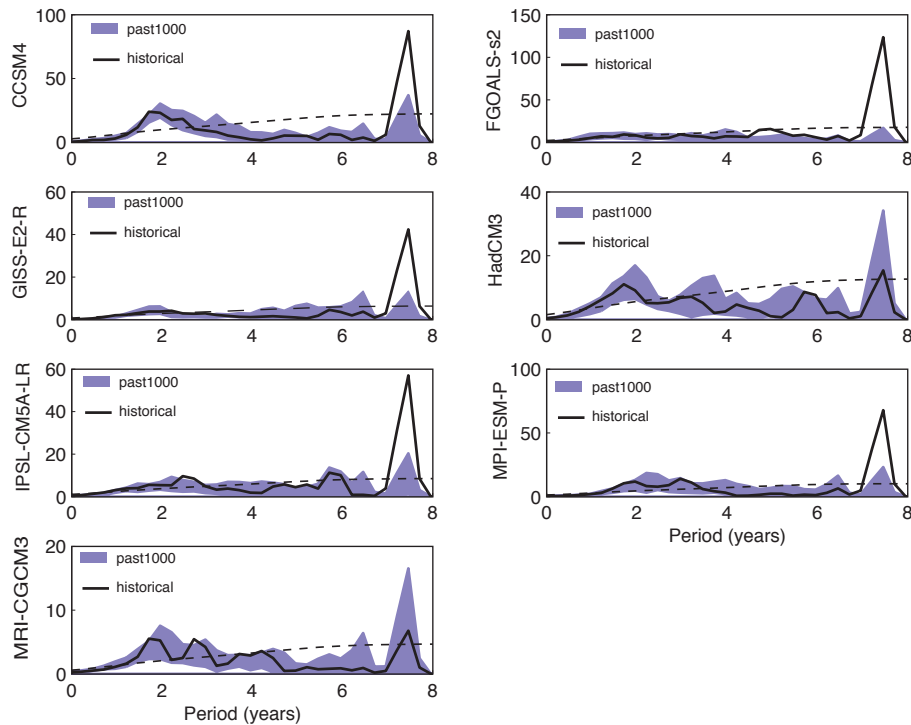 CCSM4
100
50
0
past1000
historical
0 2 4 6 8
FGOALS-s2
150
100
50
0
past1000
historical
0 2 4 6 8
GISS-E2-R
60
40
20
0
past1000
historical
0 2 4 6 8
HadCM3
40
20
0
past1000
historical
0 2 4 6 8
IPSL-CM5A-LR
60
40
20
0
past1000
historical
0 2 4 6 8
MPI-ESM-P
100
50
0
past1000
historical
0 2 4 6 8
Period (years)
MRI-CGCM3
20
10
0
past1000
historical
0 2 4 6 8
Period (years)